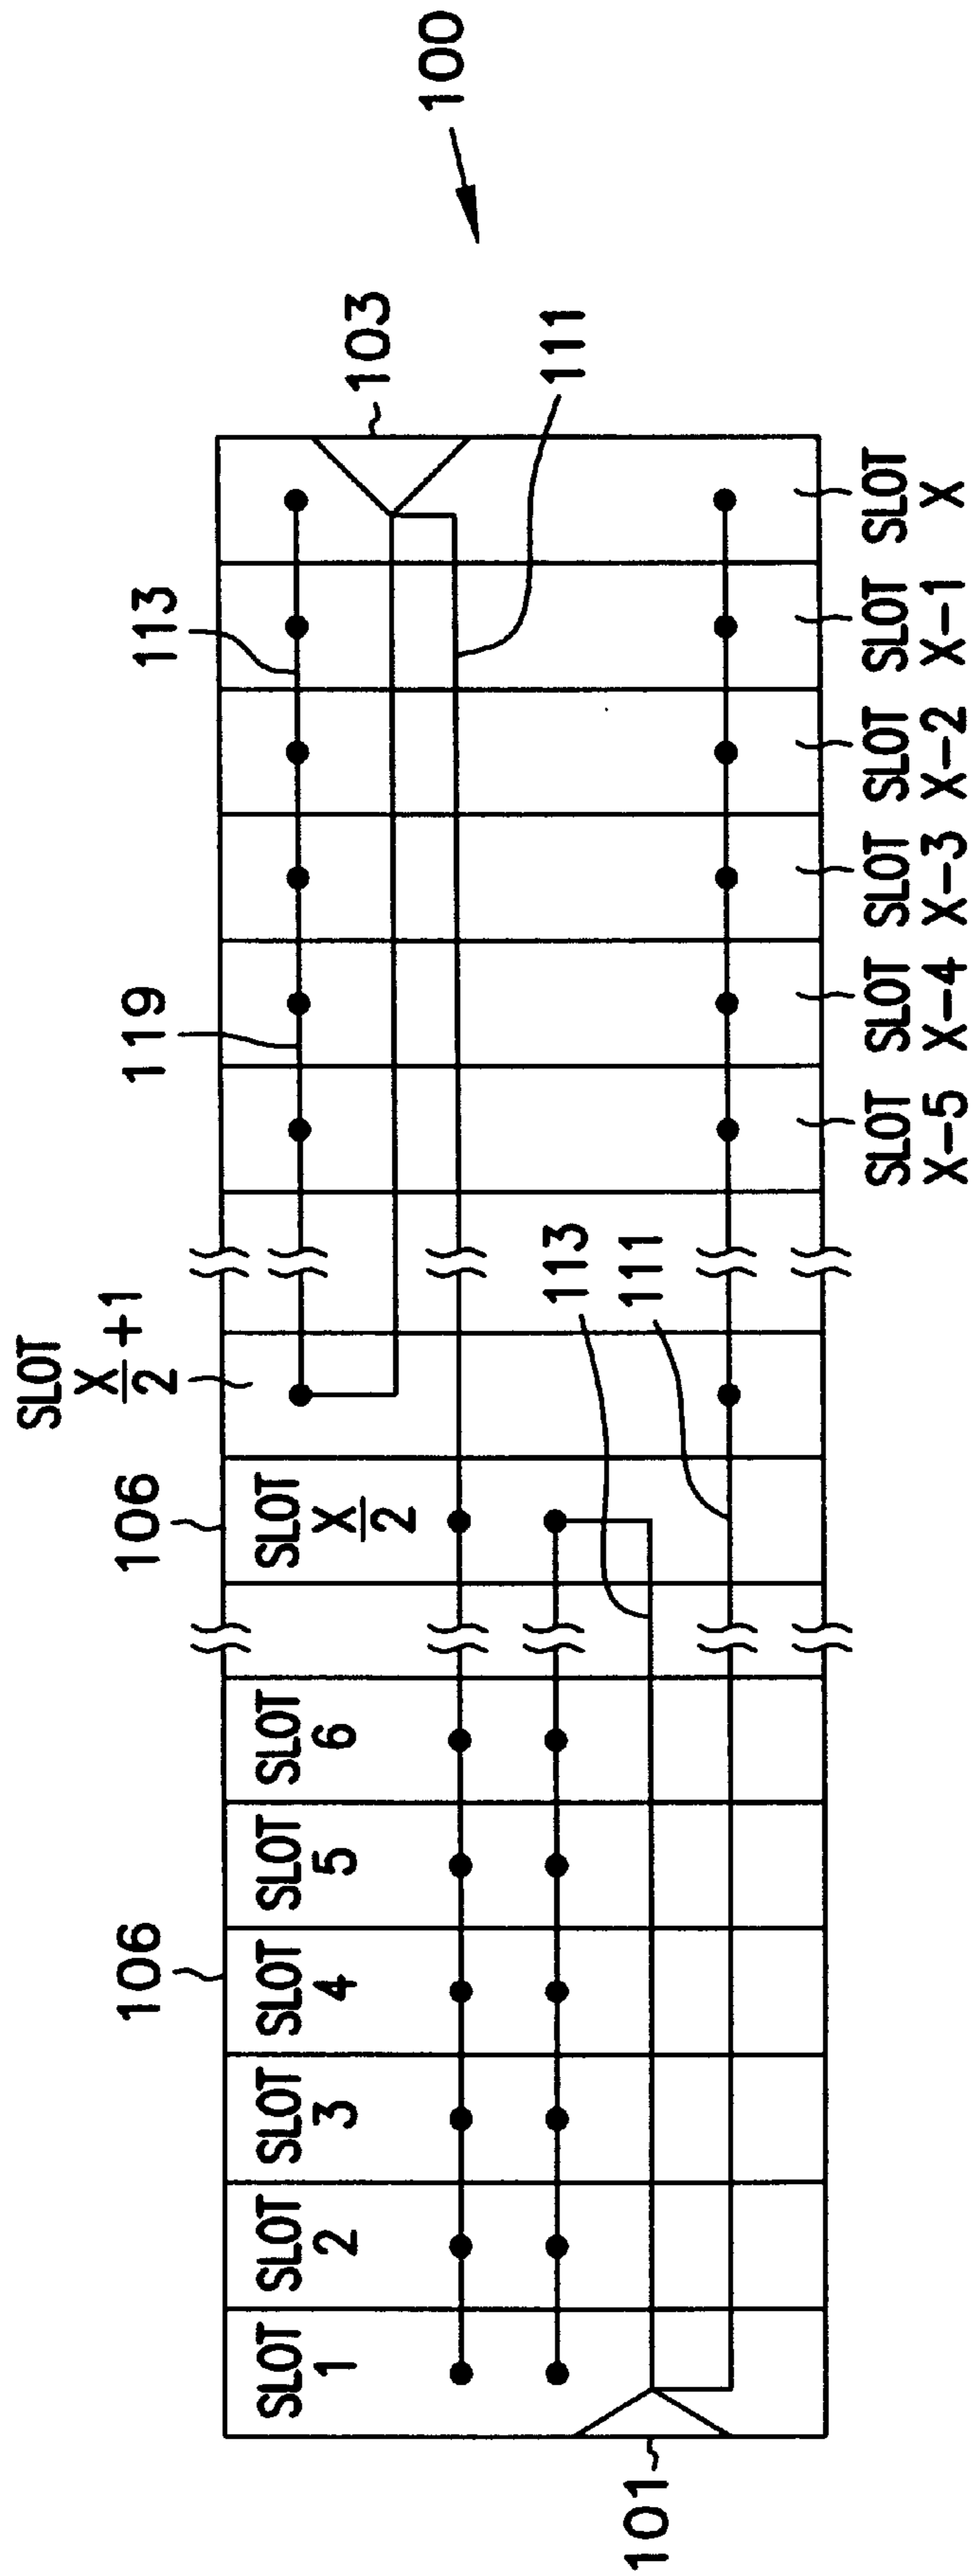 100
103
111
113
119
SLOT
X/2 +1
106
106
SLOT
1
SLOT
2
SLOT
3
SLOT
4
SLOT
5
SLOT
6
SLOT
X/2
113
111
101
SLOT
X-5
SLOT
X-4
SLOT
X-3
SLOT
X-2
SLOT
X-1
SLOT
X